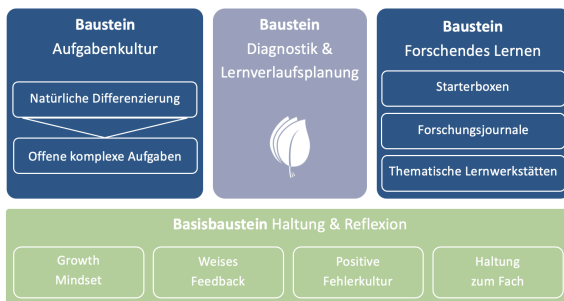 Baustein
Aufgabenkultur
Natürliche Differenzierung
Offene komplexe Aufgaben
Baustein
Diagnostik &
Lernverlaufsplanung
Baustein
Forschendes Lernen
Starterboxen
Forschungsjournale
Thematische Lernwerkstätten
Basisbaustein Haltung & Reflexion
Growth
Mindset
Weises
Feedback
Positive
Fehlerkultur
Haltung
zum Fach